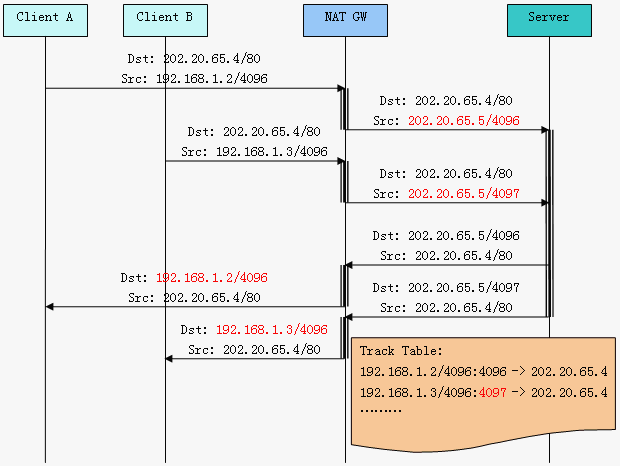 Client A
Client B
NAT GW
Server
Dst: 202.20.65.4/80
Src: 192.168.1.2/4096
Dst: 202.20.65.4/80
Src: 202.20.65.5/4096
Dst: 202.20.65.4/80
Src: 192.168.1.3/4096
Dst: 202.20.65.4/80
Src: 202.20.65.5/4097
Dst: 202.20.65.5/4096
Src: 202.20.65.4/80
Dst: 192.168.1.2/4096
Src: 202.20.65.4/80
Dst: 202.20.65.5/4097
Src: 202.20.65.4/80
Dst: 192.168.1.3/4096
Src: 202.20.65.4/80
Track Table:
192.168.1.2/4096:4096 -> 202.20.65.4
192.168.1.3/4096:4097 -> 202.20.65.4
………